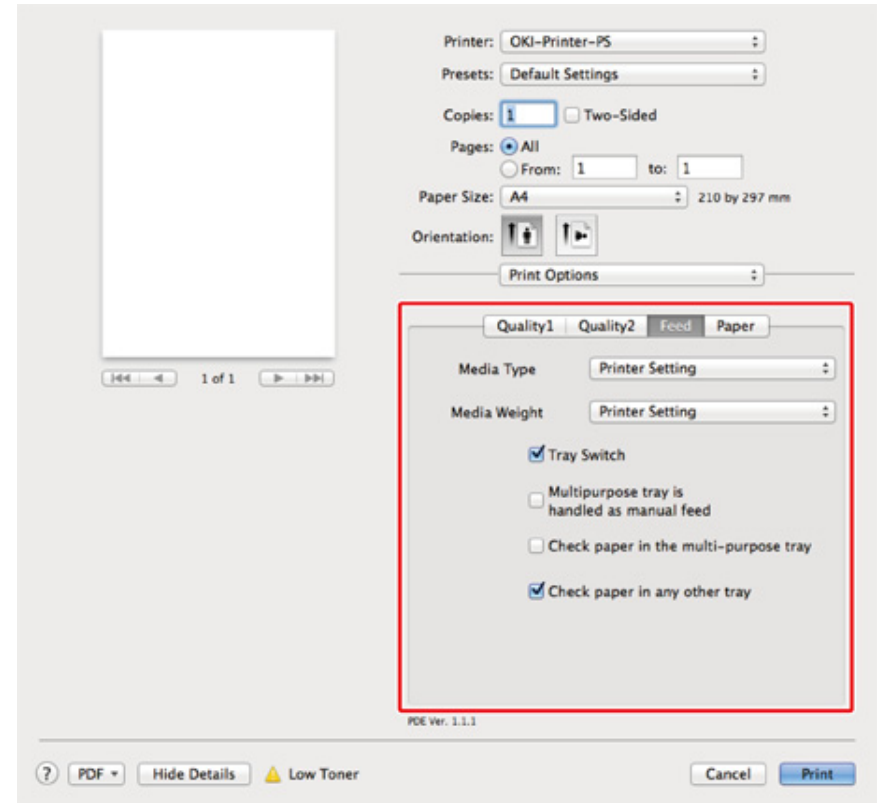 Printer: OKI-Printer-PS
Presets: Default Settings
Copies: 1 Two-Sided
Pages: All
From: 1 to: 1
Paper Size: A4 210 by 297 mm
Orientation:
Print Options
Quality1 Quality2 Feed Paper
1 of 1
Media Type Printer Setting
Media Weight Printer Setting
Tray Switch
Multipurpose tray is
handled as manual feed
Check paper in the multi-purpose tray
Check paper in any other tray
PDE Ver. 1.1.1
? PDF Hide Details Low Toner Cancel Print